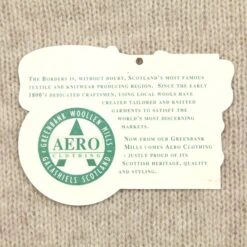 The Borders is, without doubt, Scotland's most famous
textile and knitwear producing region. Since the early
1800's dedicated craftsmen, using local wools have
created tailored and knitted
garments to satisfy the
world's most discerning
markets.
Now from our Greenbank
Mills comes Aero Clothing
- justly proud of its
Scottish heritage, quality
and styling.
GREENBANK WOOLLEN MILLS
AERO
CLOTHING
GALASHIELS SCOTLAND